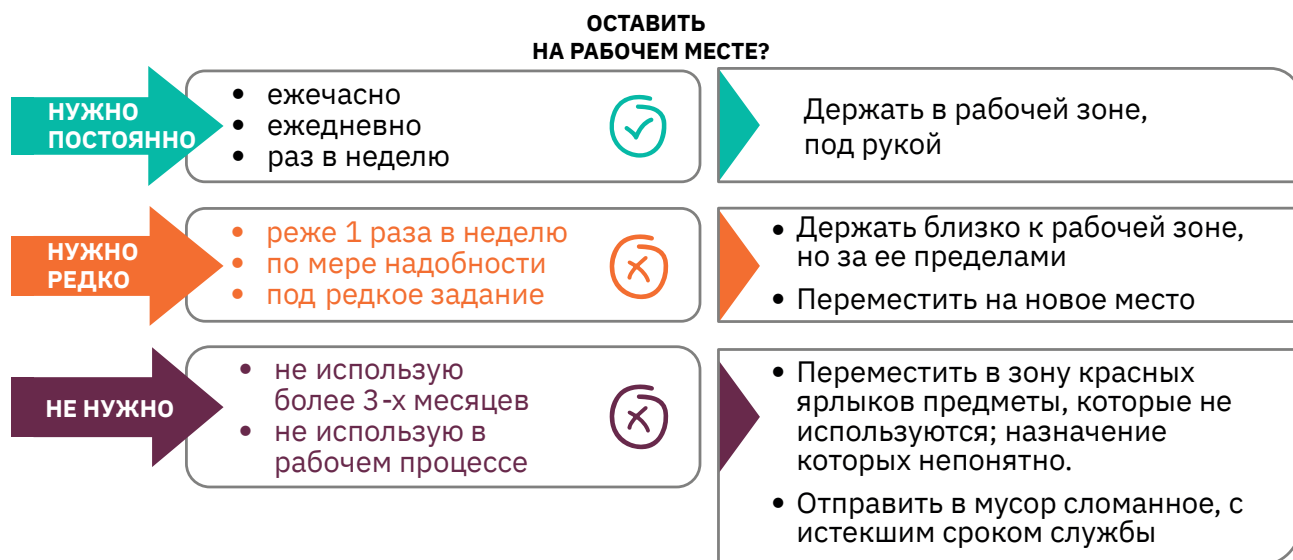 ОСТАВИТЬ
НА РАБОЧЕМ МЕСТЕ?
НУЖНО
ПОСТОЯННО
• ежечасно
• ежедневно
• раз в неделю
Держать в рабочей зоне,
под рукой
НУЖНО
РЕДКО
• реже 1 раза в неделю
• по мере надобности
• под редкое задание
• Держать близко к рабочей зоне,
но за ее пределами
• Переместить на новое место
НЕ НУЖНО
• не использую
более 3-х месяцев
• не использую в
рабочем процессе
• Переместить в зону красных
ярлыков предметы, которые не
используются; назначение
которых непонятно.
• Отправить в мусор сломанное, с
истекшим сроком службы